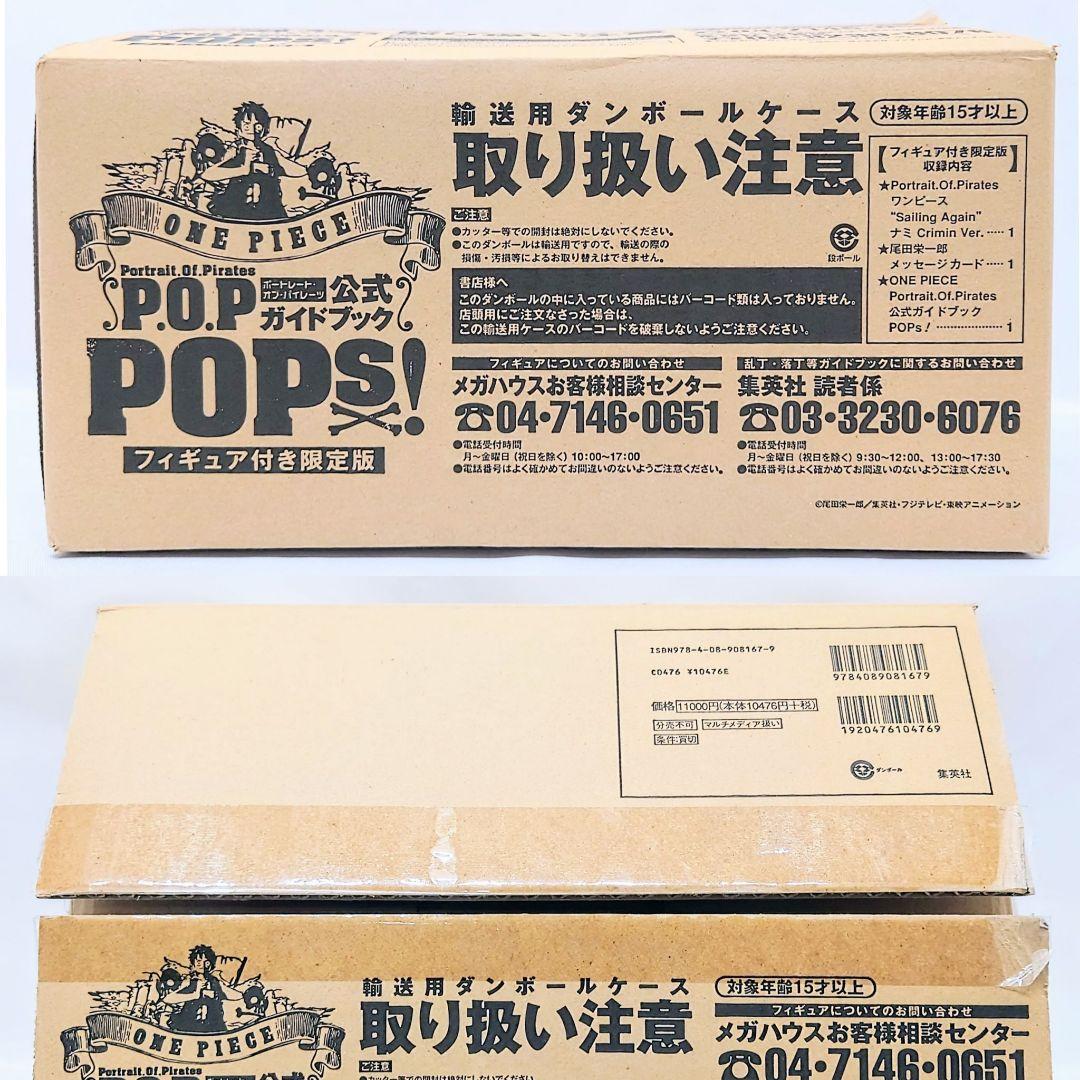 ONE PIECE
Portrait.Of.Pirates
P.O.P
ポートレート・
オブ・パイレーツ
公式
ガイドブック
POPs!
フィギュア付き限定版
輸送用ダンボールケース
取り扱い注意
ご注意
●カッター等での開封は絶対にしないでください。
●このダンボールは輸送用ですので、輸送の際の
損傷・汚損等によるお取り替えはできません。
段ボール
書店様へ
このダンボールの中に入っている商品にはバーコード類は入っておりません。
店頭用にご注文なさった場合は、
この輸送用ケースのバーコードを破棄しないようご注意ください。
対象年齢15才以上
【フィギュア付き限定版】
収録内容
★Portrait.Of.Pirates
ワンピース
“Sailing Again”
ナミ Crimin Ver. ····· 1
★尾田栄一郎
メッセージカード ····· 1
★ONE PIECE
Portrait.Of.Pirates
公式ガイドブック
POPs! ··················· 1
フィギュアについてのお問い合わせ
メガハウスお客様相談センター
☎04・7146・0651
●電話受付時間
月〜金曜日(祝日を除く)10:00〜17:00
●電話番号はよく確かめてお間違いのないようご注意ください。
乱丁・落丁等ガイドブックに関するお問い合わせ
集英社 読者係
☎03・3230・6076
●電話受付時間
月〜金曜日(祝日を除く)9:30〜12:00、13:00〜17:30
●電話番号はよく確かめてお間違いのないようご注意ください。
©尾田栄一郎/集英社・フジテレビ・東映アニメーション
ISBN978-4-08-908167-9
C0476 ¥10476E
9784089081679
価格 11000円(本体10476円+税)
分売不可 マルチメディア扱い
条件:買切
1920476104769
ダンボール
集英社
ONE PIECE
Portrait.Of.Pirates
P.O.P
公式
輸送用ダンボールケース
取り扱い注意
ご注意
●カッター等での開封は絶対にしないでください。
対象年齢15才以上
フィギュアについてのお問い合わせ
メガハウスお客様相談センター
☎04・7146・0651